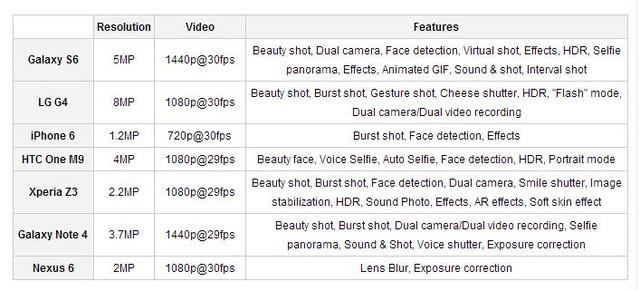 Resolution Video Features
Galaxy S6 5MP 1440p@30fps Beauty shot, Dual camera, Face detection, Virtual shot, Effects, HDR, Selfie
panorama, Effects, Animated GIF, Sound & shot, Interval shot
LG G4 8MP 1080p@30fps Beauty shot, Burst shot, Gesture shot, Cheese shutter, HDR, "Flash" mode,
Dual camera/Dual video recording
iPhone 6 1.2MP 720p@30fps Burst shot, Face detection, Effects
HTC One M9 4MP 1080p@29fps Beauty face, Voice Selfie, Auto Selfie, Face detection, HDR, Portrait mode
Xperia Z3 2.2MP 1080p@29fps Beauty shot, Burst shot, Face detection, Dual camera, Smile shutter, Image
stabilization, HDR, Sound Photo, Effects, AR effects, Soft skin effect
Galaxy Note 4 3.7MP 1440p@29fps Beauty shot, Burst shot, Dual camera/Dual video recording, Selfie
panorama, Sound & Shot, Voice shutter, Exposure correction
Nexus 6 2MP 1080p@30fps Lens Blur, Exposure correction